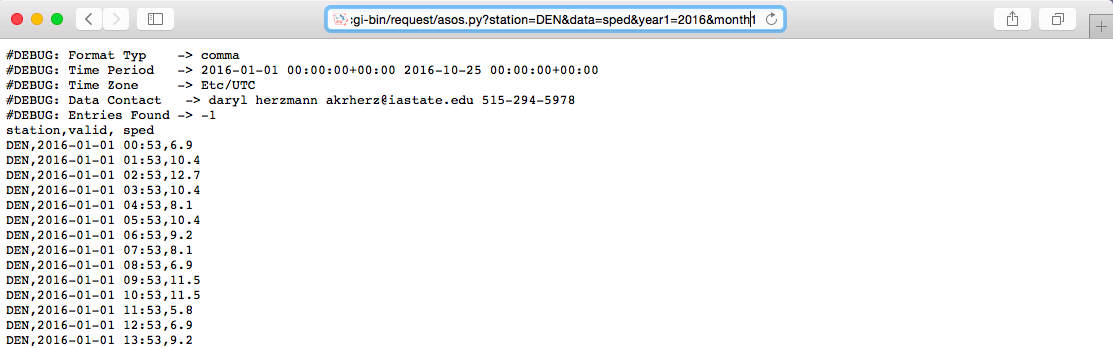 :gi-bin/request/asos.py?station=DEN&data=sped&year1=2016&month1
#DEBUG: Format Typ    -> comma
#DEBUG: Time Period   -> 2016-01-01 00:00:00+00:00 2016-10-25 00:00:00+00:00
#DEBUG: Time Zone     -> Etc/UTC
#DEBUG: Data Contact   -> daryl herzmann akrherz@iastate.edu 515-294-5978
#DEBUG: Entries Found -> -1
station,valid, sped
DEN,2016-01-01 00:53,6.9
DEN,2016-01-01 01:53,10.4
DEN,2016-01-01 02:53,12.7
DEN,2016-01-01 03:53,10.4
DEN,2016-01-01 04:53,8.1
DEN,2016-01-01 05:53,10.4
DEN,2016-01-01 06:53,9.2
DEN,2016-01-01 07:53,8.1
DEN,2016-01-01 08:53,6.9
DEN,2016-01-01 09:53,11.5
DEN,2016-01-01 10:53,11.5
DEN,2016-01-01 11:53,5.8
DEN,2016-01-01 12:53,6.9
DEN,2016-01-01 13:53,9.2